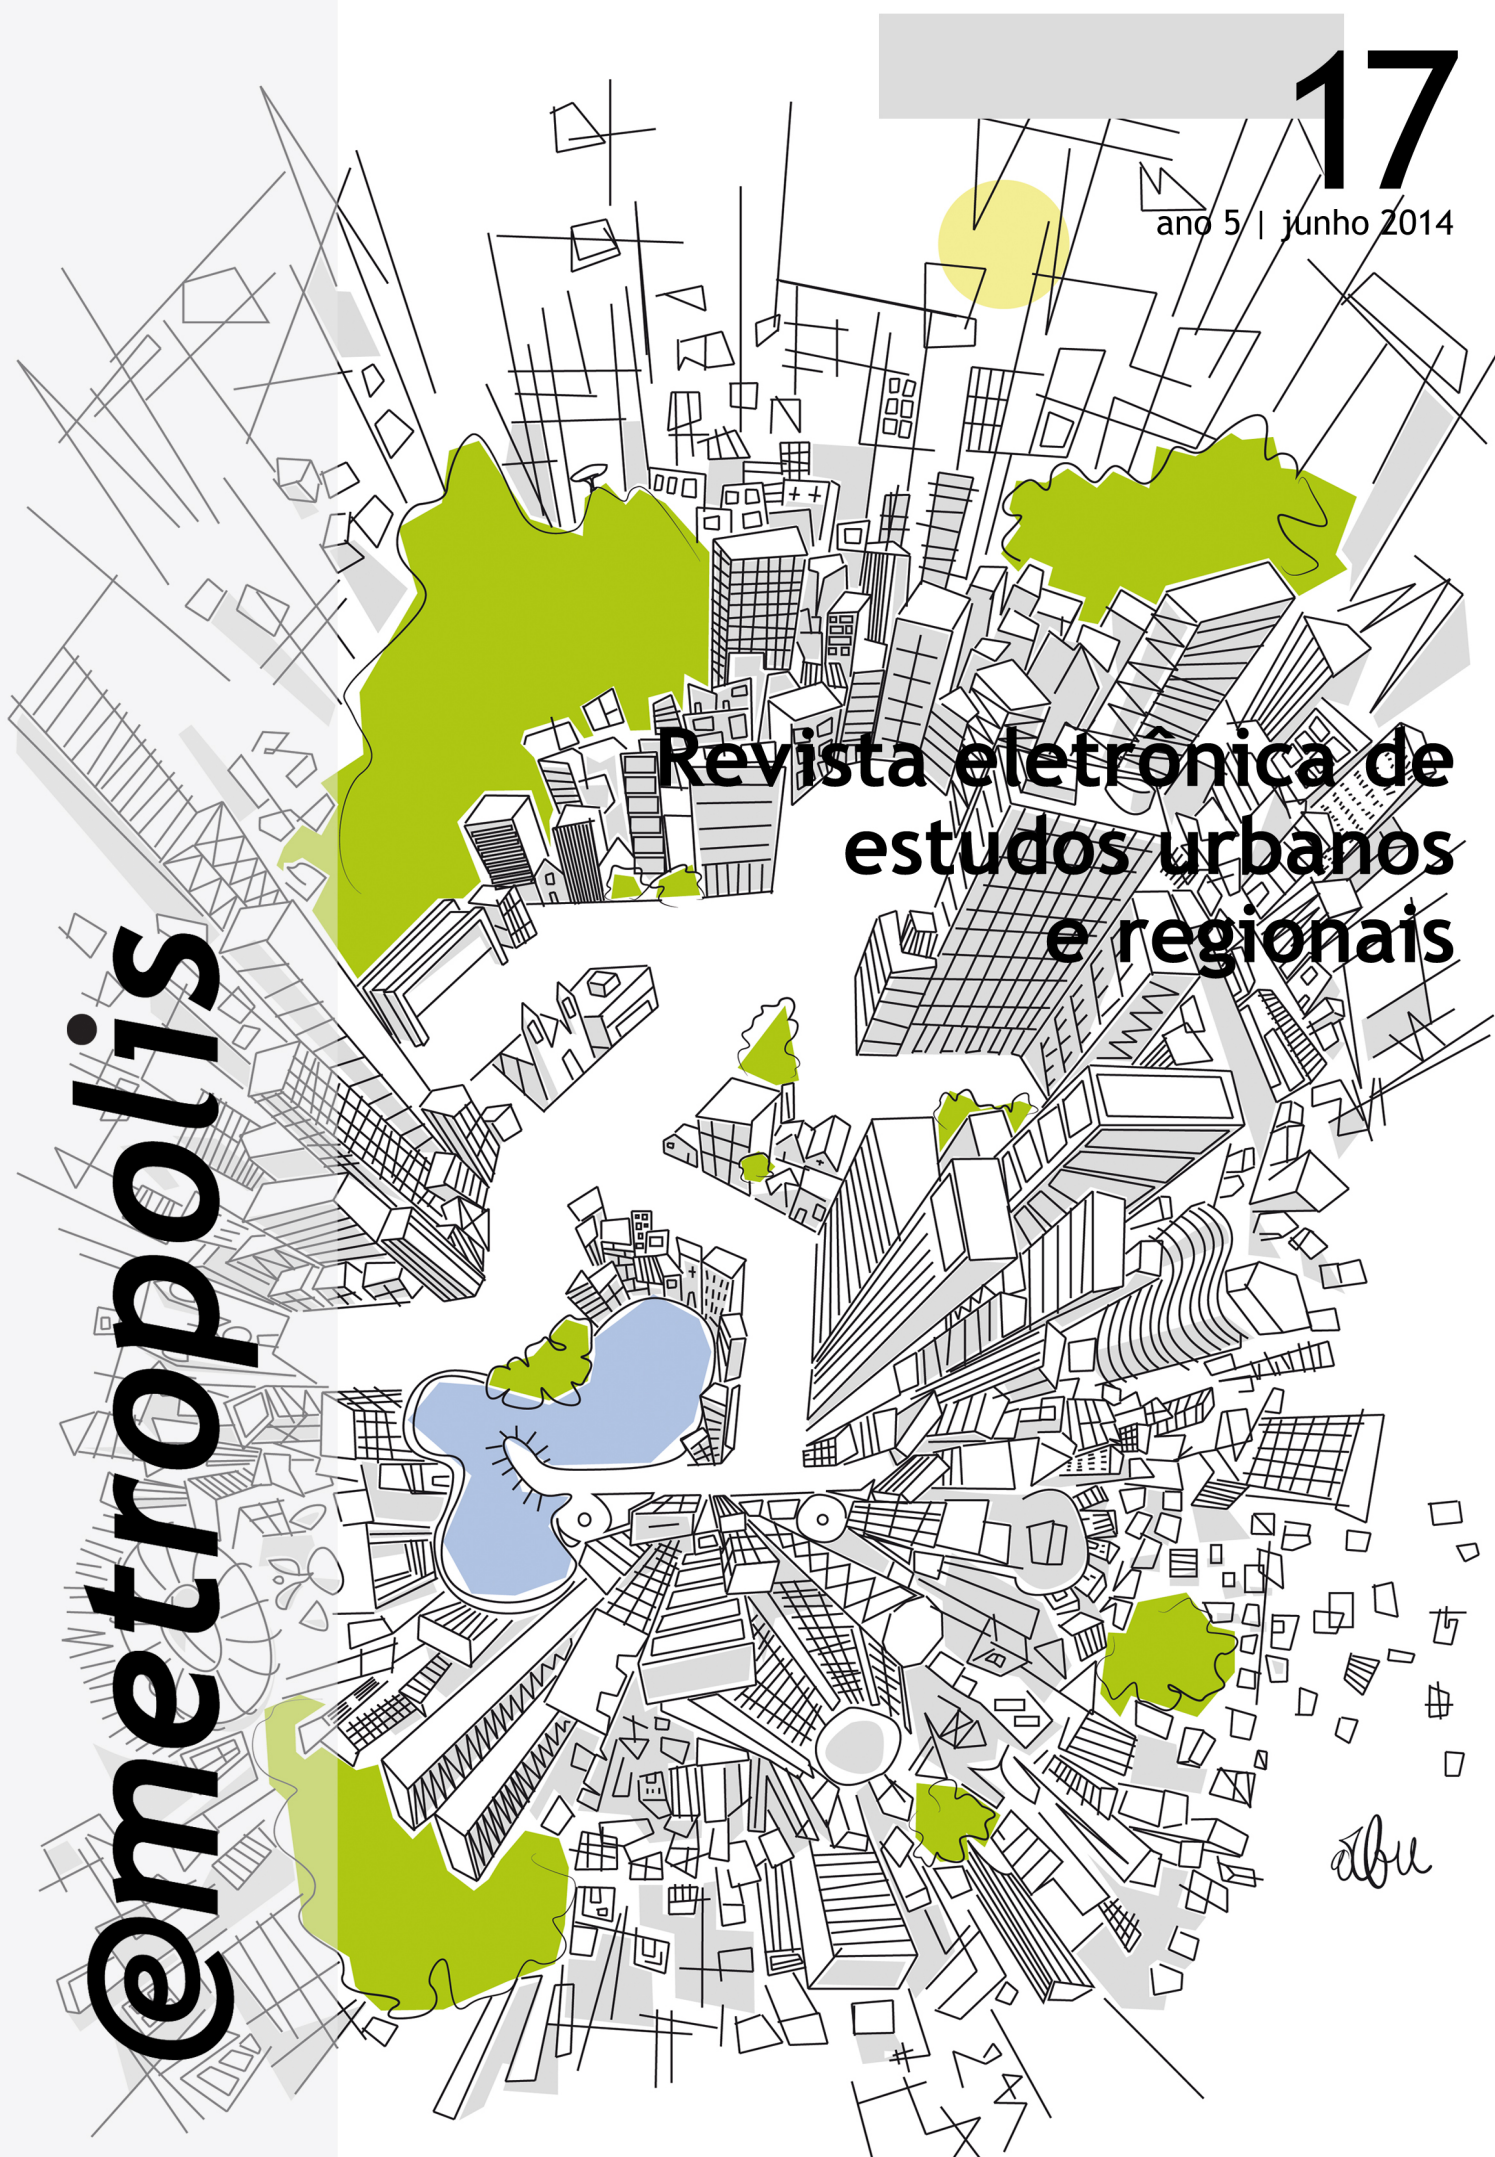 17
ano 5 | junho 2014
Revista eletrônica de
estudos urbanos
e regionais
@metropolis